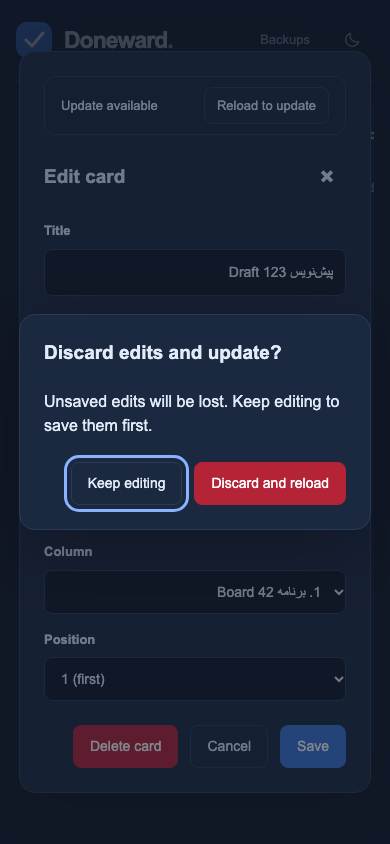 Doneward.
Backups
Update available
Reload to update
Edit card
Title
پیش‌نویس Draft 123
Discard edits and update?
Unsaved edits will be lost. Keep editing to
save them first.
Keep editing
Discard and reload
Column
1. برنامه Board 42
Position
1 (first)
Delete card
Cancel
Save